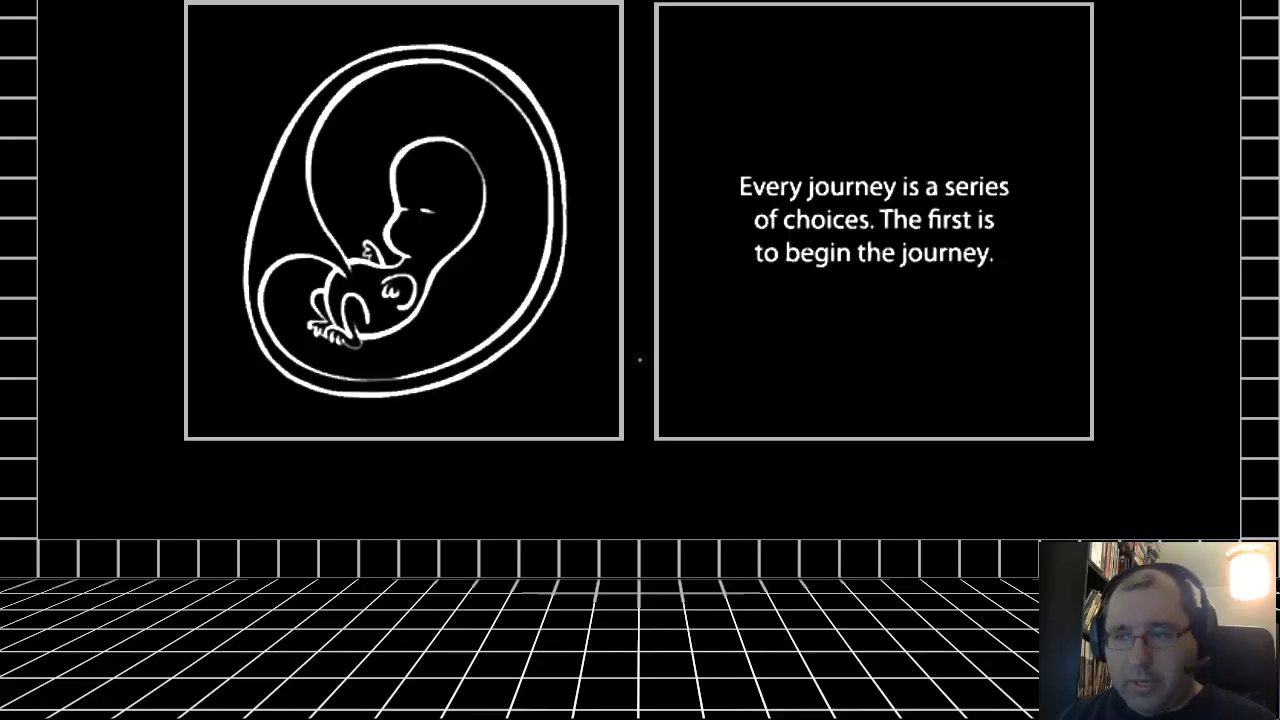 Every journey is a series
of choices. The first is
to begin the journey.